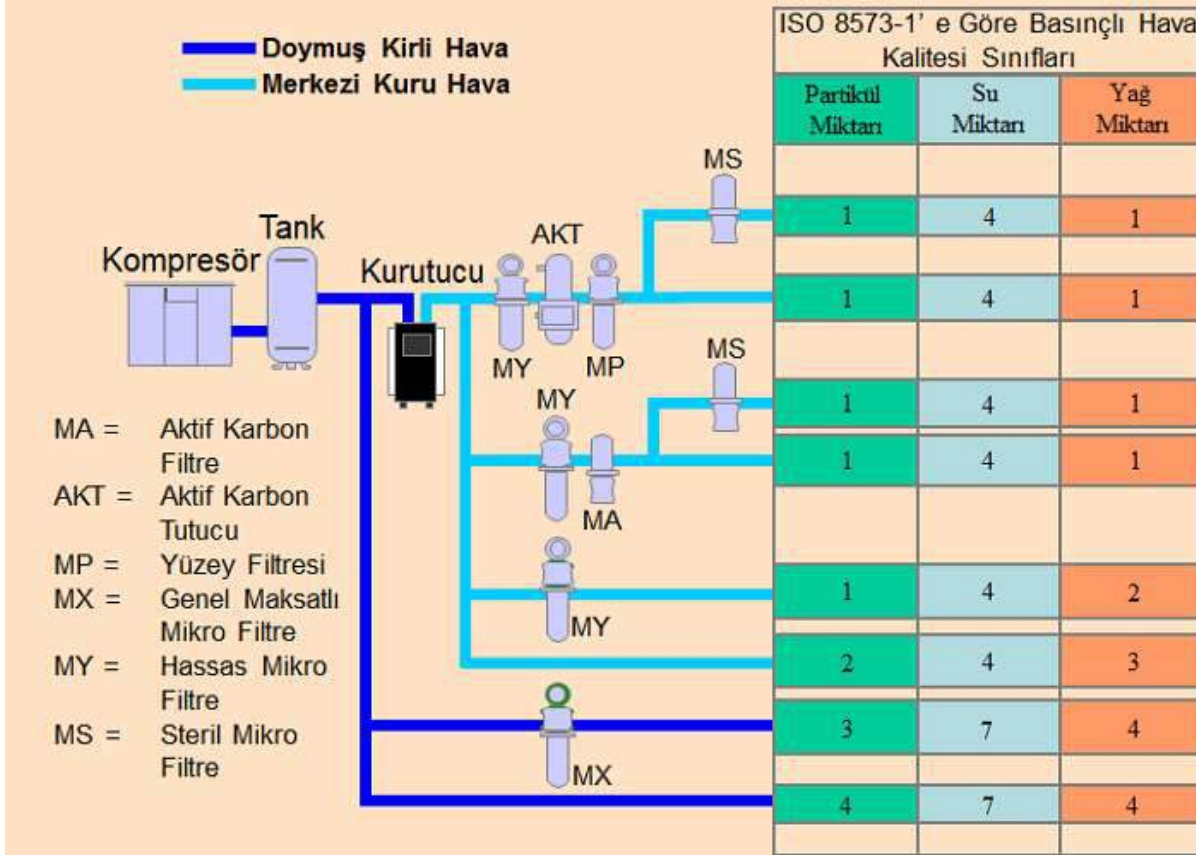 Doymuş Kirli Hava
Merkezi Kuru Hava
ISO 8573-1' e Göre Basınçlı Hava
Kalitesi Sınıfları
Partikül
Miktarı
Su
Miktarı
Yağ
Miktarı
MS
1 4 1
Tank
AKT
Kompresör
Kurutucu
1 4 1
MY
MP
MS
MY
1 4 1
1 4 1
MA
1 4 2
MY
2 4 3
3 7 4
MX
4 7 4
MA = Aktif Karbon
Filtre
AKT = Aktif Karbon
Tutucu
MP = Yüzey Filtresi
MX = Genel Maksatlı
Mikro Filtre
MY = Hassas Mikro
Filtre
MS = Steril Mikro
Filtre